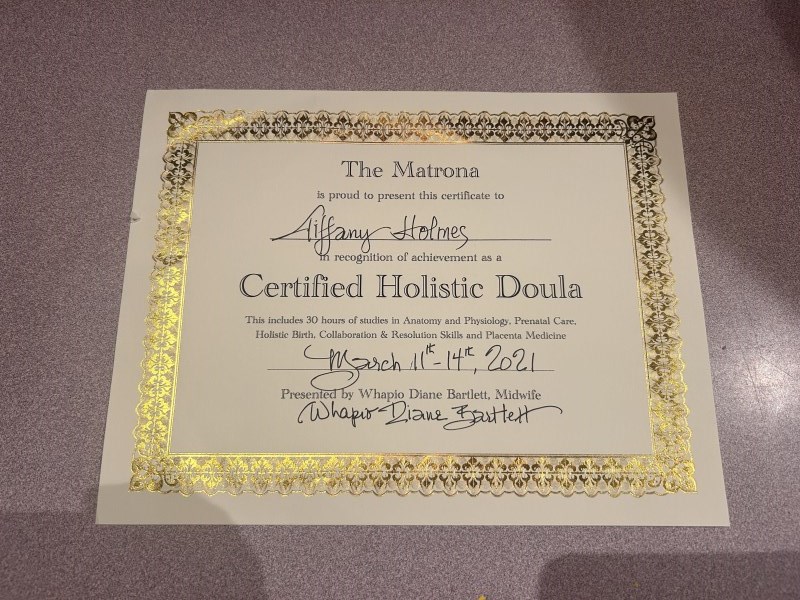 The Matrona
is proud to present this certificate to
Tiffany Holmes
in recognition of achievement as a
Certified Holistic Doula
This includes 30 hours of studies in Anatomy and Physiology, Prenatal Care,
Holistic Birth, Collaboration & Resolution Skills and Placenta Medicine
March 11th-14th, 2021
Presented by Whapio Diane Bartlett, Midwife
Whapio Diane Bartlett